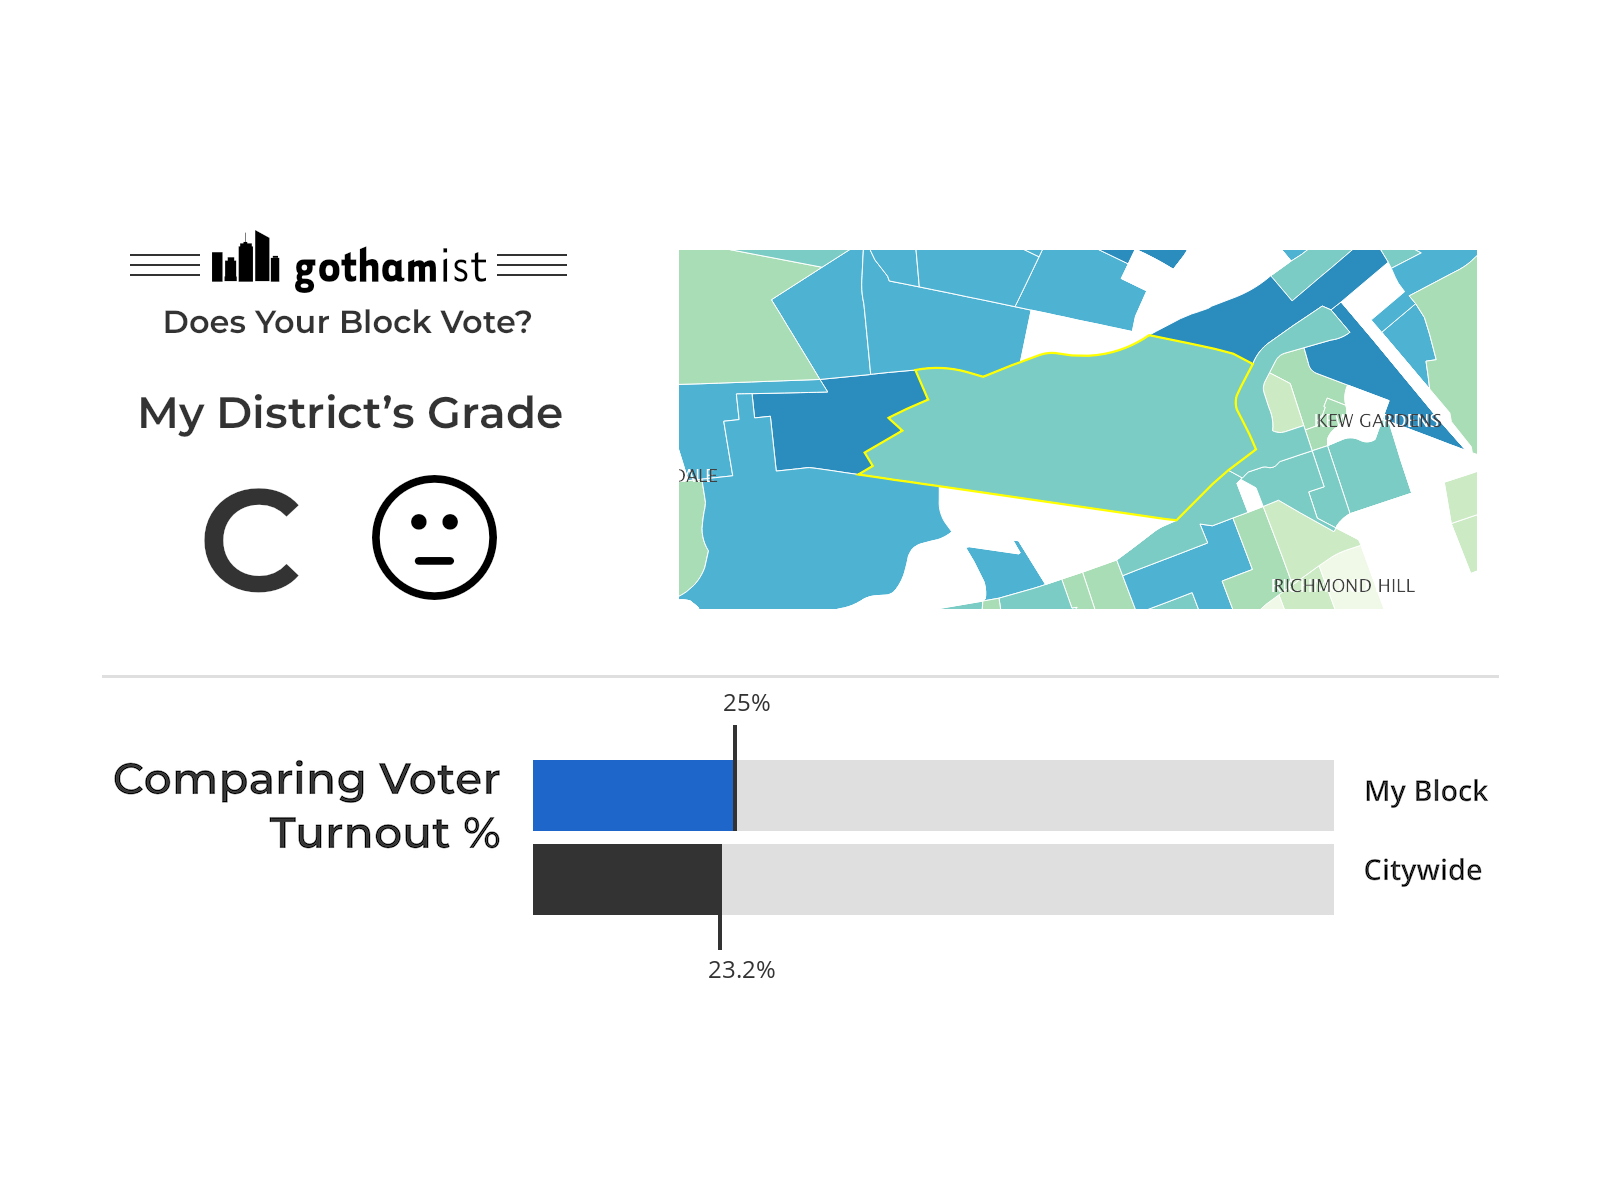 gothamist
Does Your Block Vote?
My District’s Grade
C
KEW GARDENS
DALE
RICHMOND HILL
25%
Comparing Voter
Turnout %
My Block
Citywide
23.2%